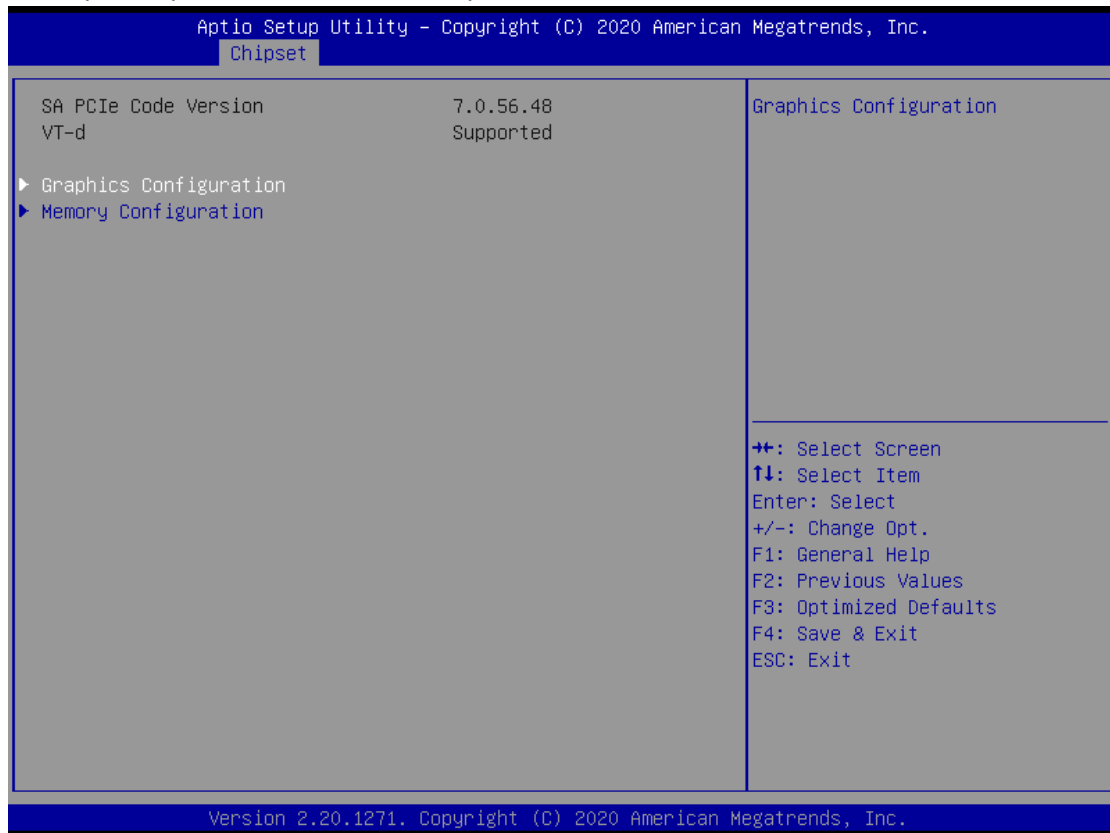 Aptio Setup Utility – Copyright (C) 2020 American Megatrends, Inc.
Chipset
SA PCIe Code Version 7.0.56.48
VT-d Supported
Graphics Configuration
Memory Configuration
Graphics Configuration
→←: Select Screen
↑↓: Select Item
Enter: Select
+/-: Change Opt.
F1: General Help
F2: Previous Values
F3: Optimized Defaults
F4: Save & Exit
ESC: Exit
Version 2.20.1271. Copyright (C) 2020 American Megatrends, Inc.